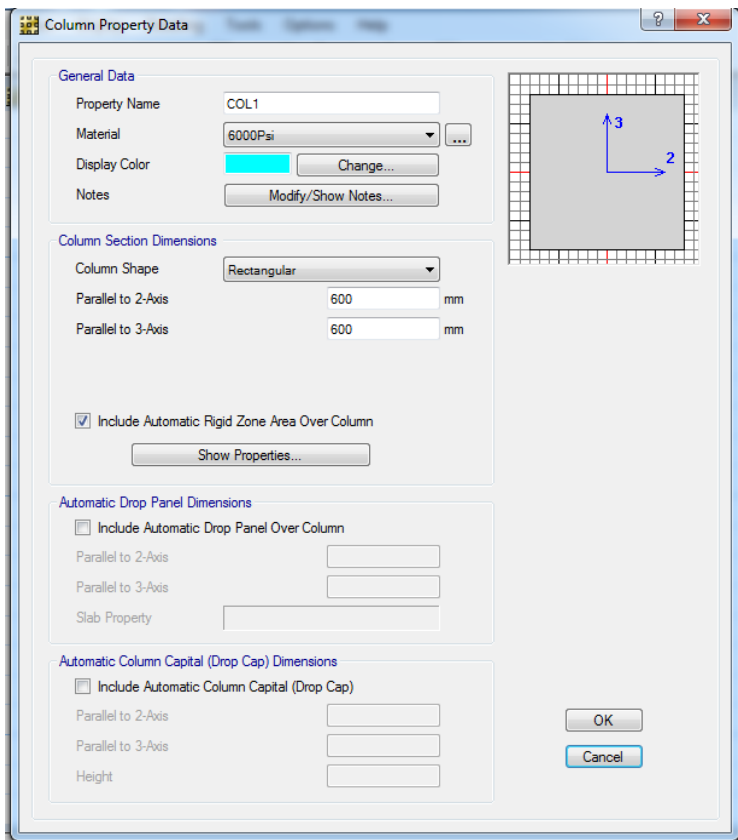 Column Property Data
Tools Options Help
?
X
General Data
Property Name COL1
Material 6000Psi ...
Display Color Change...
Notes Modify/Show Notes...
3
2
Column Section Dimensions
Column Shape Rectangular
Parallel to 2-Axis 600 mm
Parallel to 3-Axis 600 mm
Include Automatic Rigid Zone Area Over Column
Show Properties...
Automatic Drop Panel Dimensions
Include Automatic Drop Panel Over Column
Parallel to 2-Axis
Parallel to 3-Axis
Slab Property
Automatic Column Capital (Drop Cap) Dimensions
Include Automatic Column Capital (Drop Cap)
Parallel to 2-Axis
Parallel to 3-Axis
Height
OK
Cancel